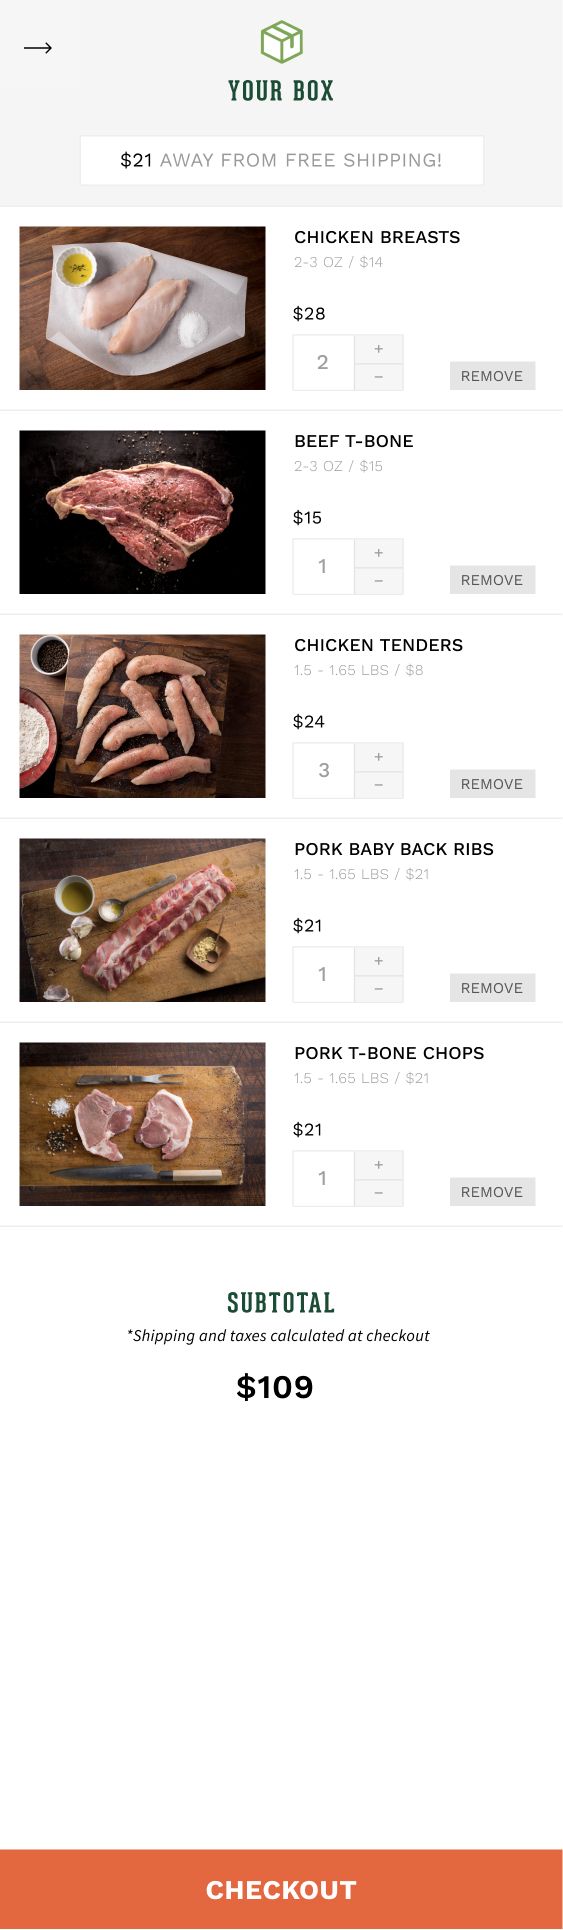 YOUR BOX
$21 AWAY FROM FREE SHIPPING!
CHICKEN BREASTS
2-3 OZ / $14
$28
2
+
−
REMOVE
BEEF T-BONE
2-3 OZ / $15
$15
1
+
−
REMOVE
CHICKEN TENDERS
1.5 - 1.65 LBS / $8
$24
3
+
−
REMOVE
PORK BABY BACK RIBS
1.5 - 1.65 LBS / $21
$21
1
+
−
REMOVE
PORK T-BONE CHOPS
1.5 - 1.65 LBS / $21
$21
1
+
−
REMOVE
SUBTOTAL
*Shipping and taxes calculated at checkout
$109
CHECKOUT